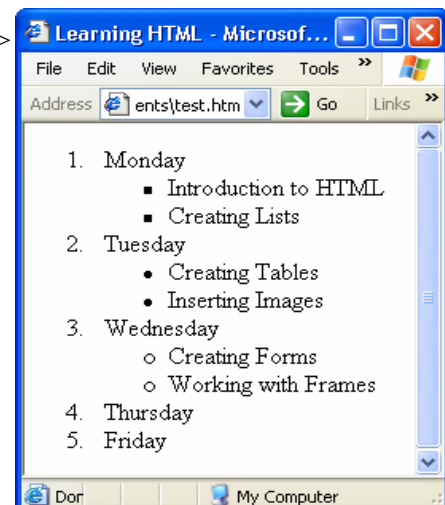 >
Learning HTML - Microsof...
File Edit View Favorites Tools »
Address ents\test.htm Go Links »
1. Monday
▪ Introduction to HTML
▪ Creating Lists
2. Tuesday
• Creating Tables
• Inserting Images
3. Wednesday
○ Creating Forms
○ Working with Frames
4. Thursday
5. Friday
Dor My Computer